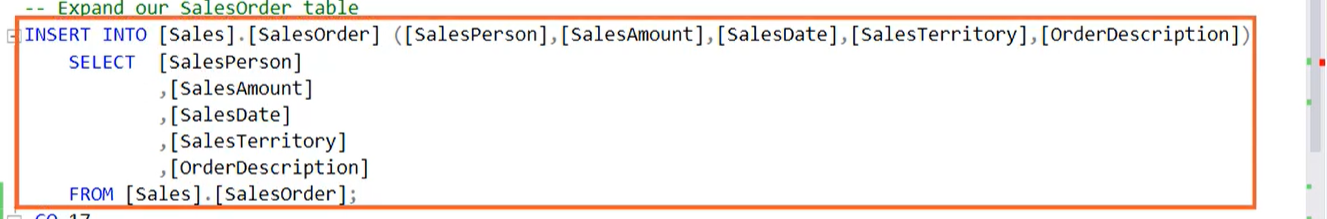 -- Expand our SalesOrder table
INSERT INTO [Sales].[SalesOrder] ([SalesPerson],[SalesAmount],[SalesDate],[SalesTerritory],[OrderDescription])
SELECT [SalesPerson]
,[SalesAmount]
,[SalesDate]
,[SalesTerritory]
,[OrderDescription]
FROM [Sales].[SalesOrder];
GO 17